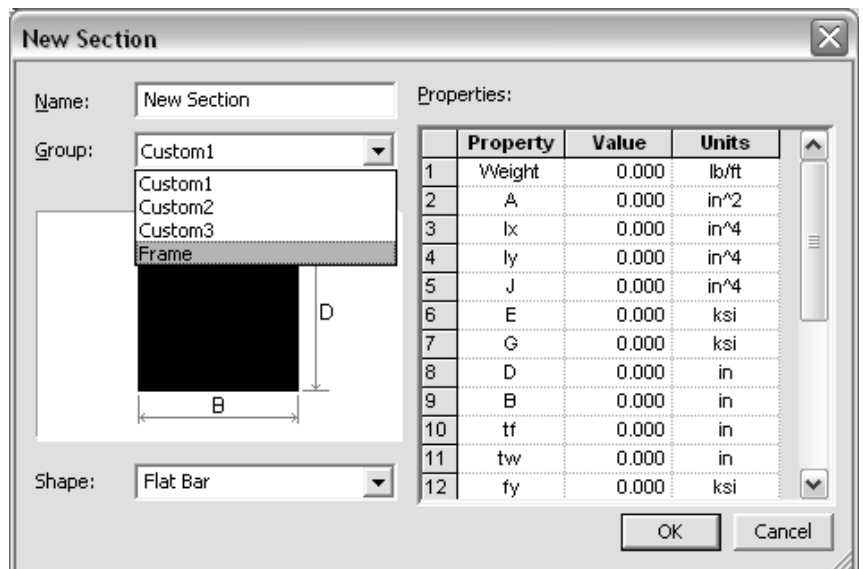 New Section
Name: New Section
Group: Custom1
Custom1
Custom2
Custom3
Frame
D
B
Shape: Flat Bar
Properties:
Property Value Units
1 Weight 0.000 lb/ft
2 A 0.000 in^2
3 Ix 0.000 in^4
4 Iy 0.000 in^4
5 J 0.000 in^4
6 E 0.000 ksi
7 G 0.000 ksi
8 D 0.000 in
9 B 0.000 in
10 tf 0.000 in
11 tw 0.000 in
12 fy 0.000 ksi
OK Cancel